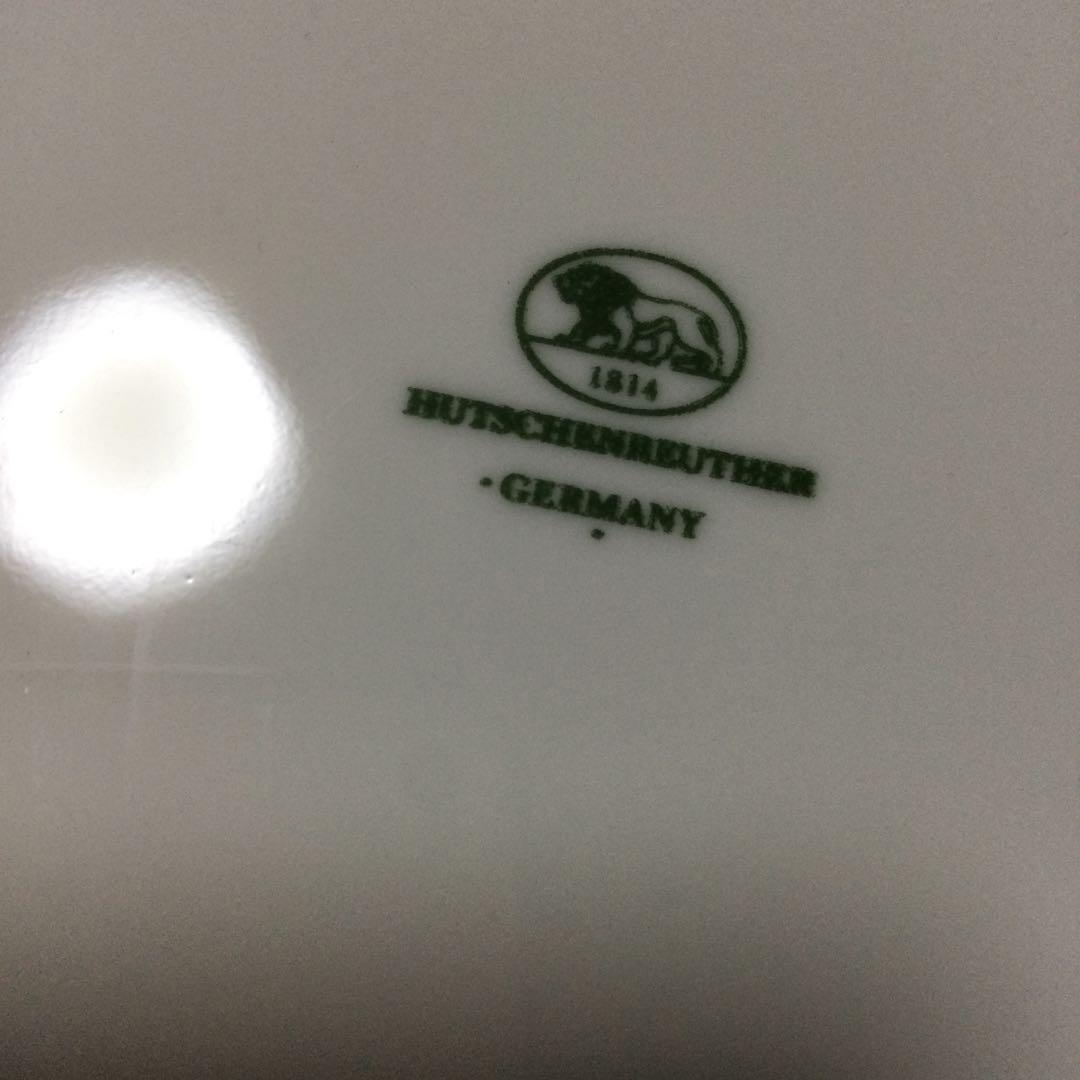 1814
HUTSCHENREUTHER
·GERMANY
·